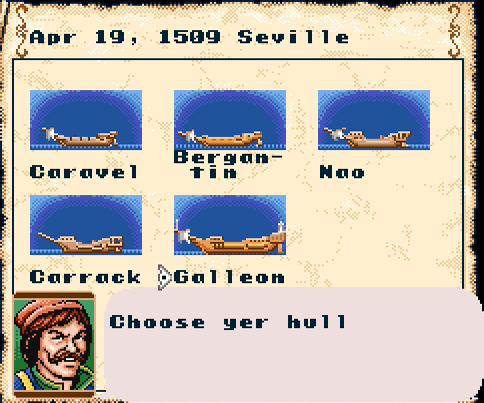 Apr 19, 1509 Seville
Caravel
Bergan-
tin
Nao
Carrack
Galleon
Choose yer hull